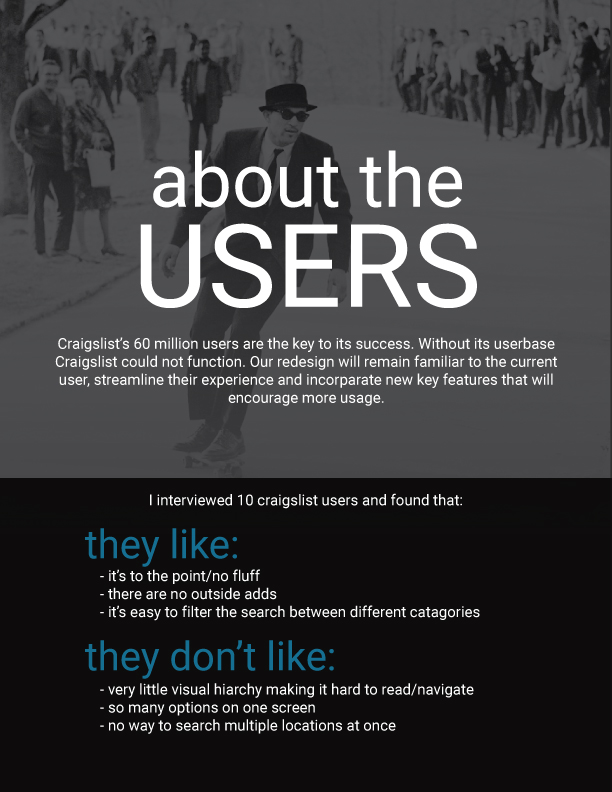 about the
USERS
Craigslist’s 60 million users are the key to its success. Without its userbase
Craigslist could not function. Our redesign will remain familiar to the current
user, streamline their experience and incorparate new key features that will
encourage more usage.
I interviewed 10 craigslist users and found that:
they like:
- it’s to the point/no fluff
- there are no outside adds
- it’s easy to filter the search between different catagories
they don’t like:
- very little visual hiarchy making it hard to read/navigate
- so many options on one screen
- no way to search multiple locations at once